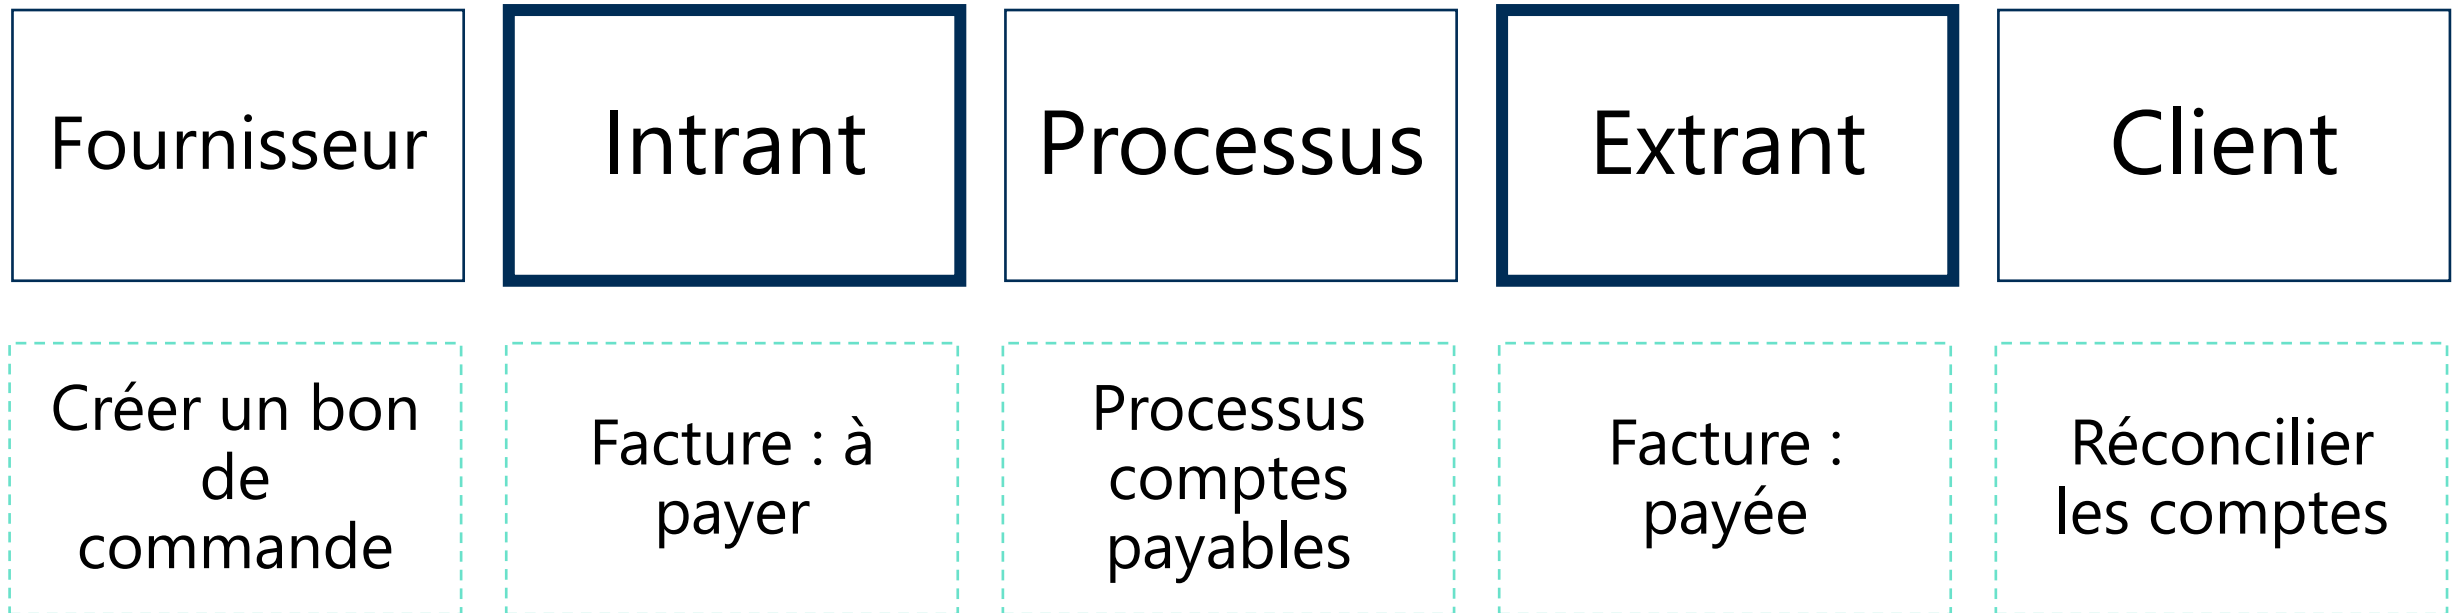 Fournisseur
Intrant
Processus
Extrant
Client
Créer un bon
de
commande
Facture : à
payer
Processus
comptes
payables
Facture :
payée
Réconcilier
les comptes